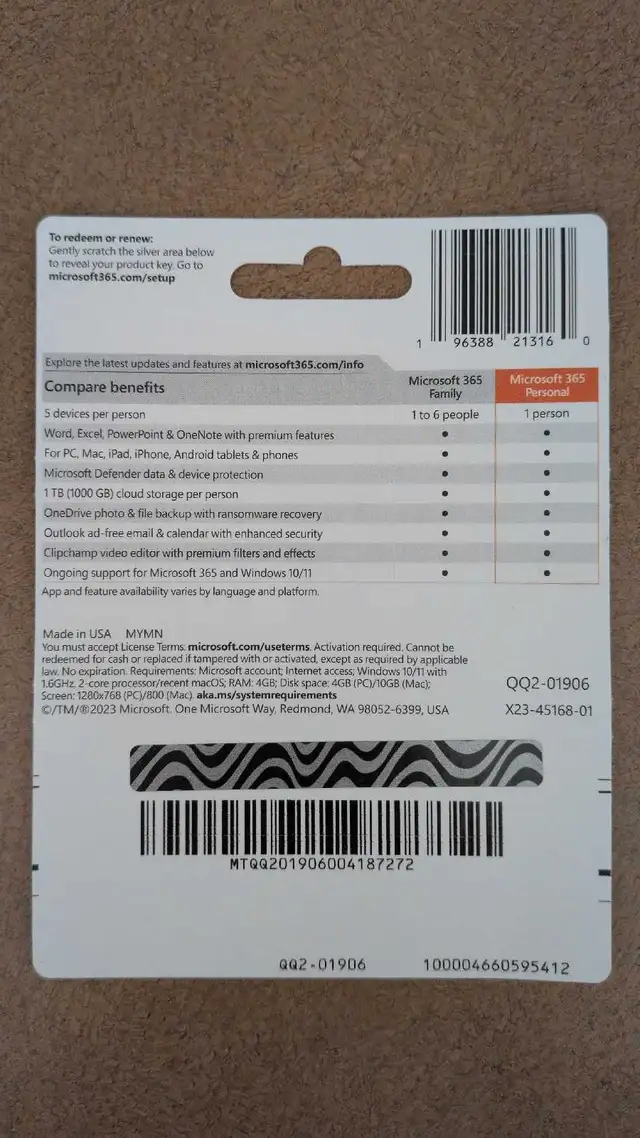 To redeem or renew:
Gently scratch the silver area below
to reveal your product key. Go to
microsoft365.com/setup
1 96388 21316 0
Explore the latest updates and features at microsoft365.com/info
Compare benefits Microsoft 365 Family Microsoft 365 Personal
5 devices per person 1 to 6 people 1 person
Word, Excel, PowerPoint & OneNote with premium features • •
For PC, Mac, iPad, iPhone, Android tablets & phones • •
Microsoft Defender data & device protection • •
1 TB (1000 GB) cloud storage per person • •
OneDrive photo & file backup with ransomware recovery • •
Outlook ad-free email & calendar with enhanced security • •
Clipchamp video editor with premium filters and effects • •
Ongoing support for Microsoft 365 and Windows 10/11 • •
App and feature availability varies by language and platform.
Made in USA MYMN
You must accept License Terms: microsoft.com/useterms. Activation required. Cannot be
redeemed for cash or replaced if tampered with or activated, except as required by applicable
law. No expiration. Requirements: Microsoft account; Internet access; Windows 10/11 with
1.6GHz, 2-core processor/recent macOS; RAM: 4GB; Disk space: 4GB (PC)/10GB (Mac);
Screen: 1280x768 (PC)/800 (Mac). aka.ms/systemrequirements
©/TM/®2023 Microsoft. One Microsoft Way, Redmond, WA 98052-6399, USA
QQ2-01906
X23-45168-01
MTQQ201906004187272
QQ2-01906 100004660595412